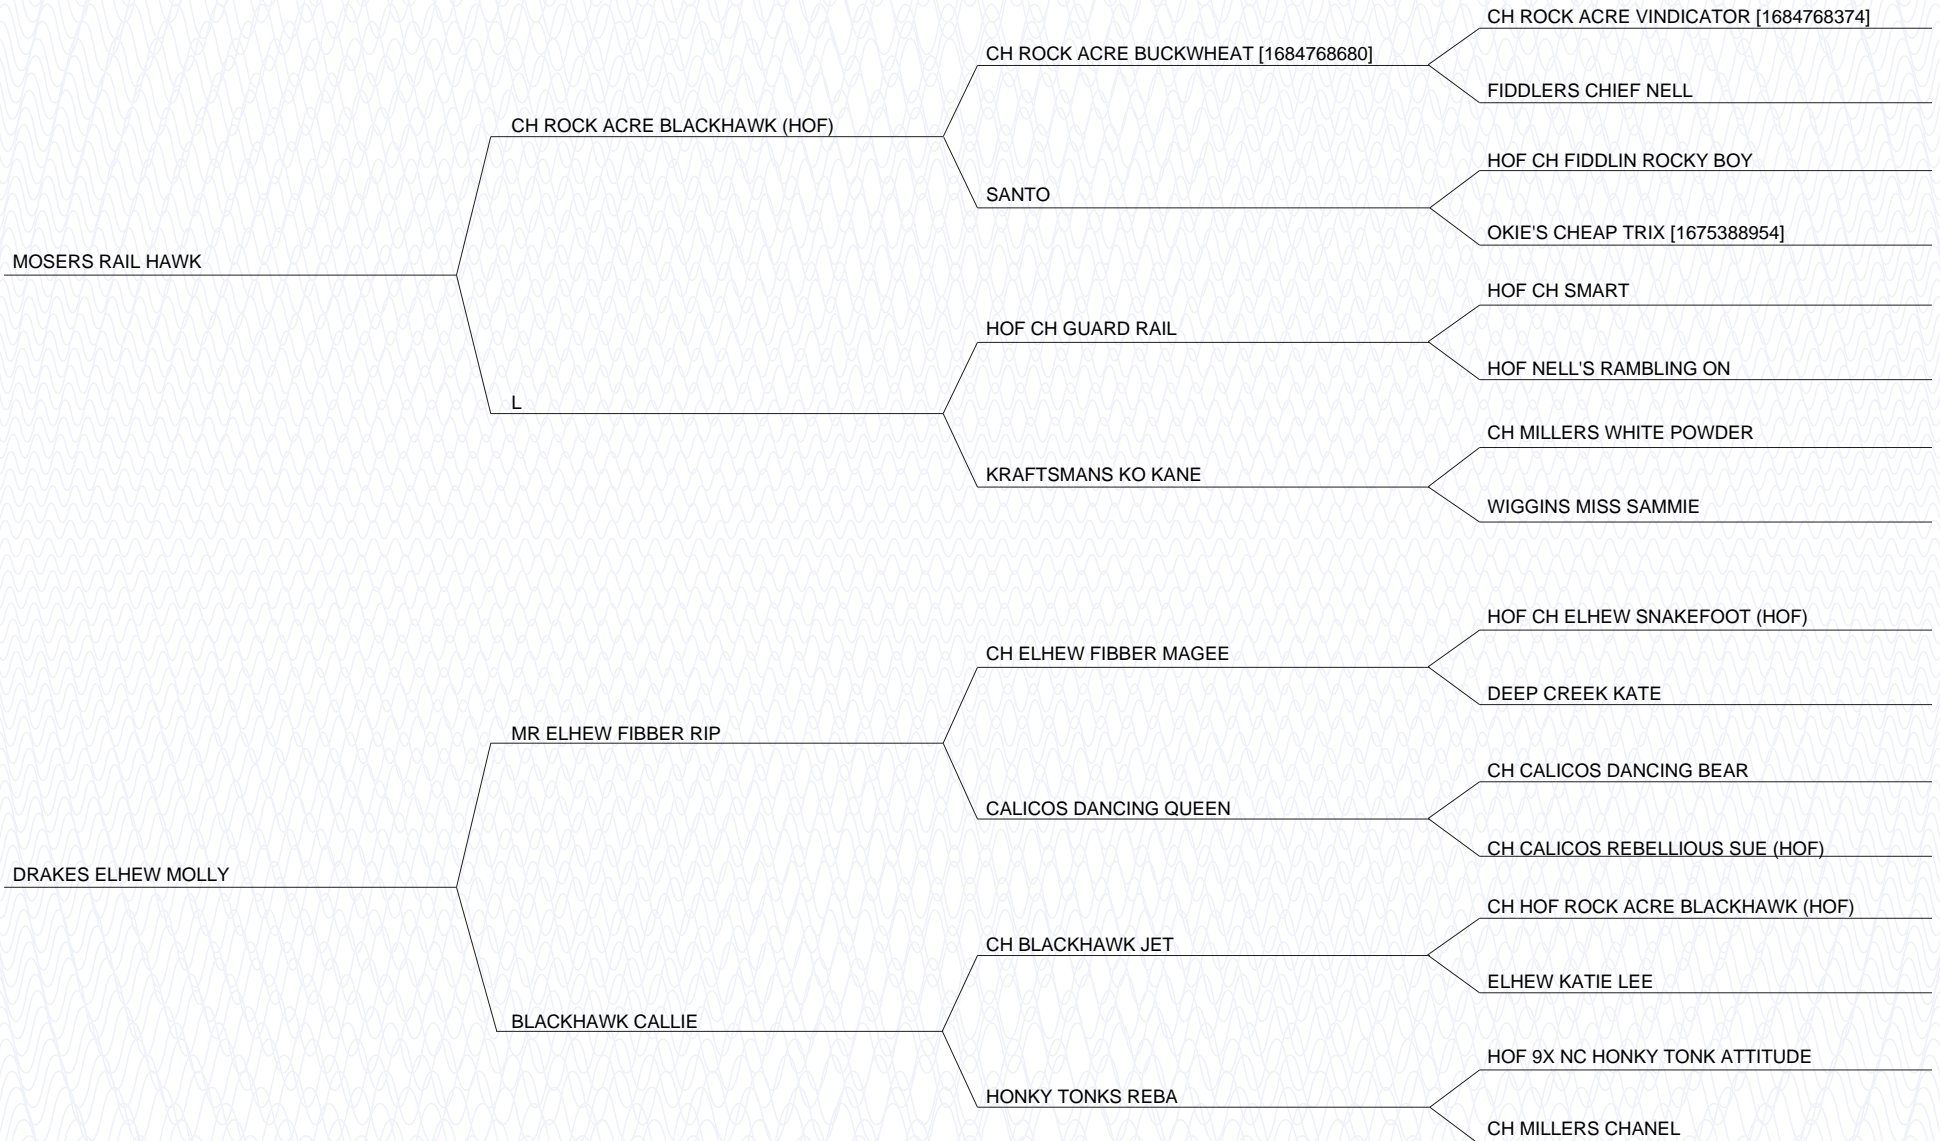 CH ROCK ACRE VINDICATOR [1684768374]
CH ROCK ACRE BUCKWHEAT [1684768680]
FIDDLERS CHIEF NELL
CH ROCK ACRE BLACKHAWK (HOF)
HOF CH FIDDLIN ROCKY BOY
SANTO
OKIE'S CHEAP TRIX [1675388954]
MOSERS RAIL HAWK
HOF CH SMART
HOF CH GUARD RAIL
HOF NELL'S RAMBLING ON
L
CH MILLERS WHITE POWDER
KRAFTSMANS KO KANE
WIGGINS MISS SAMMIE
HOF CH ELHEW SNAKEFOOT (HOF)
CH ELHEW FIBBER MAGEE
DEEP CREEK KATE
MR ELHEW FIBBER RIP
CH CALICOS DANCING BEAR
CALICOS DANCING QUEEN
CH CALICOS REBELLIOUS SUE (HOF)
DRAKES ELHEW MOLLY
CH HOF ROCK ACRE BLACKHAWK (HOF)
CH BLACKHAWK JET
ELHEW KATIE LEE
BLACKHAWK CALLIE
HOF 9X NC HONKY TONK ATTITUDE
HONKY TONKS REBA
CH MILLERS CHANEL